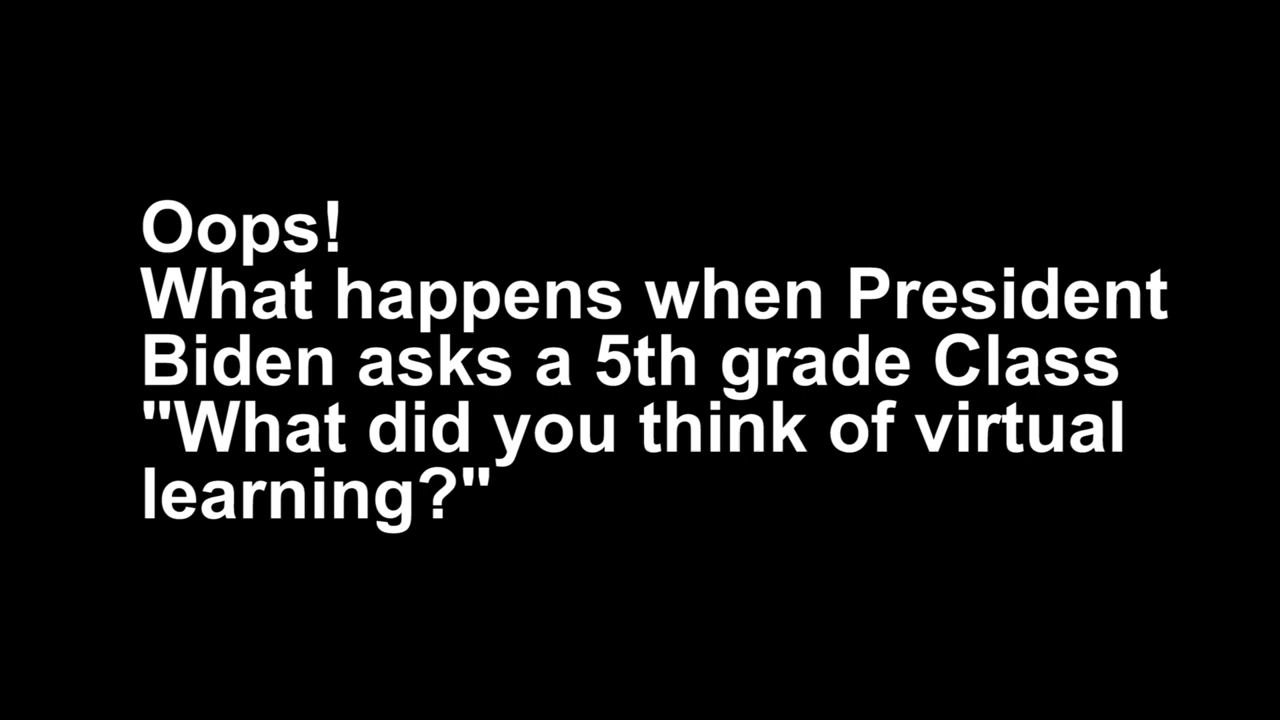 Oops!
What happens when President
Biden asks a 5th grade Class
"What did you think of virtual
learning?"